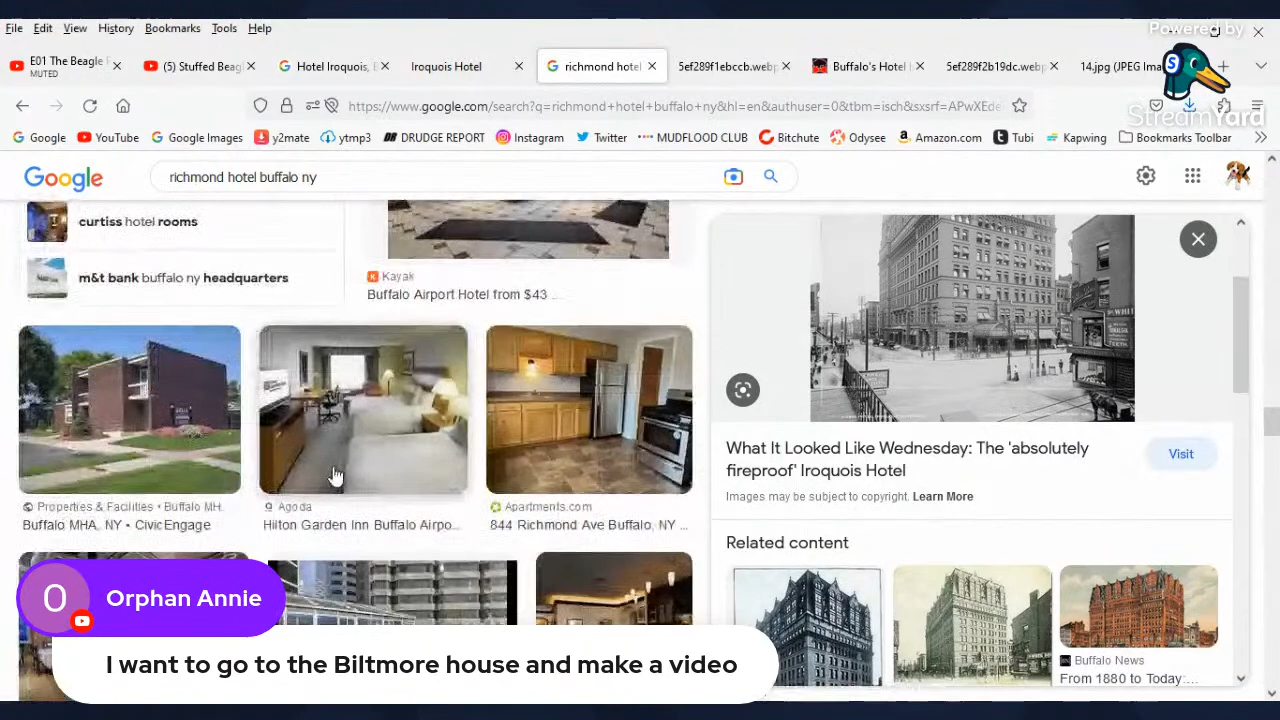 File Edit View History Bookmarks Tools Help
Powered by
StreamYard
E01 The Beagle
MUTED
(5) Stuffed Beag
Hotel Iroquois, B
Iroquois Hotel
richmond hotel
5ef289f1ebccb.webp
Buffalo's Hotel
5ef289f2b19dc.webp
14.jpg (JPEG Ima
https://www.google.com/search?q=richmond+hotel+buffalo+ny&hl=en&authuser=0&tbm=isch&sxsrf=APwXEde
Google YouTube Google Images y2mate ytmp3 DRUDGE REPORT Instagram Twitter MUDFLOOD CLUB Bitchute Odysee Amazon.com Tubi Kapwing Bookmarks Toolbar
Google
richmond hotel buffalo ny
curtiss hotel rooms
m&t bank buffalo ny headquarters
Kayak
Buffalo Airport Hotel from $43 ...
Properties & Facilities • Buffalo MH...
Buffalo MHA, NY • CivicEngage
Agoda
Hilton Garden Inn Buffalo Airpo...
Apartments.com
844 Richmond Ave Buffalo, NY ...
What It Looked Like Wednesday: The 'absolutely
fireproof' Iroquois Hotel
Visit
Images may be subject to copyright. Learn More
Related content
Buffalo News
From 1880 to Today:...
O
Orphan Annie
I want to go to the Biltmore house and make a video